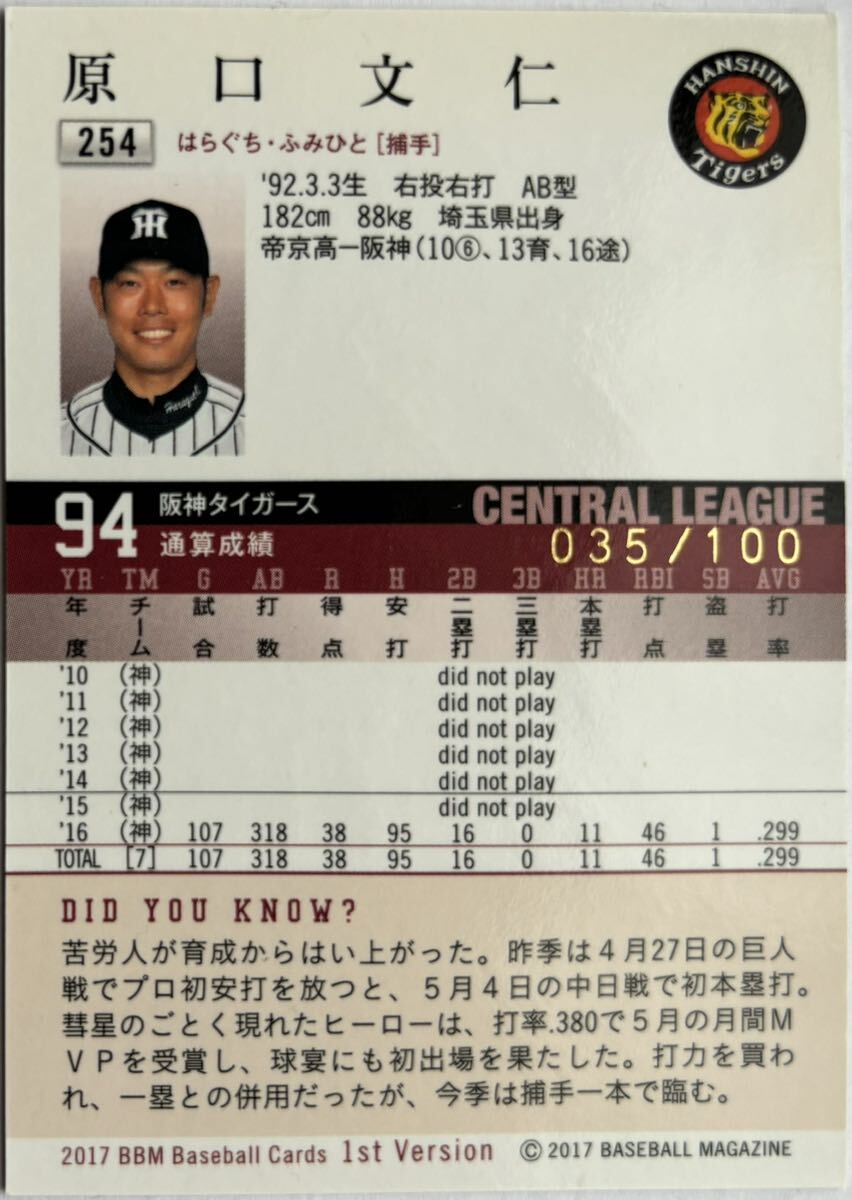 原口文仁
HANSHIN Tigers
254 はらぐち・ふみひと [捕手]
'92.3.3生 右投右打 AB型
182cm 88kg 埼玉県出身
帝京高ー阪神(10⑥、13育、16途)
Haraguchi
94 阪神タイガース CENTRAL LEAGUE
通算成績 035/100
YR TM G AB R H 2B 3B HR RBI SB AVG
年度 チーム 試合 打数 得点 安打 二塁打 三塁打 本塁打 打点 盗塁 打率
'10 (神) did not play
'11 (神) did not play
'12 (神) did not play
'13 (神) did not play
'14 (神) did not play
'15 (神) did not play
'16 (神) 107 318 38 95 16 0 11 46 1 .299
TOTAL [7] 107 318 38 95 16 0 11 46 1 .299
DID YOU KNOW?
苦労人が育成からはい上がった。昨季は4月27日の巨人
戦でプロ初安打を放つと、5月4日の中日戦で初本塁打。
彗星のごとく現れたヒーローは、打率.380で5月の月間M
VPを受賞し、球宴にも初出場を果たした。打力を買わ
れ、一塁との併用だったが、今季は捕手一本で臨む。
2017 BBM Baseball Cards 1st Version © 2017 BASEBALL MAGAZINE